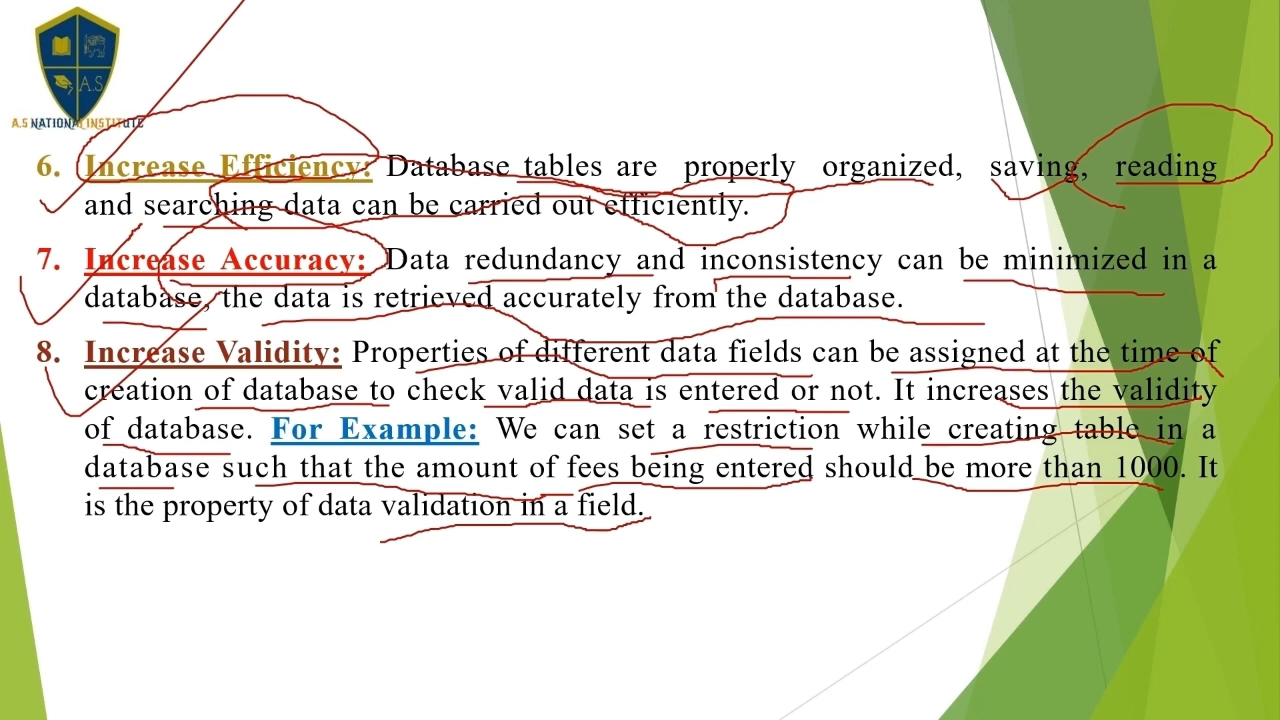 A.S
A.S NATIONAL INSTITUTE
6. Increase Efficiency: Database tables are properly organized, saving, reading
and searching data can be carried out efficiently.
7. Increase Accuracy: Data redundancy and inconsistency can be minimized in a
database, the data is retrieved accurately from the database.
8. Increase Validity: Properties of different data fields can be assigned at the time of
creation of database to check valid data is entered or not. It increases the validity
of database. For Example: We can set a restriction while creating table in a
database such that the amount of fees being entered should be more than 1000. It
is the property of data validation in a field.